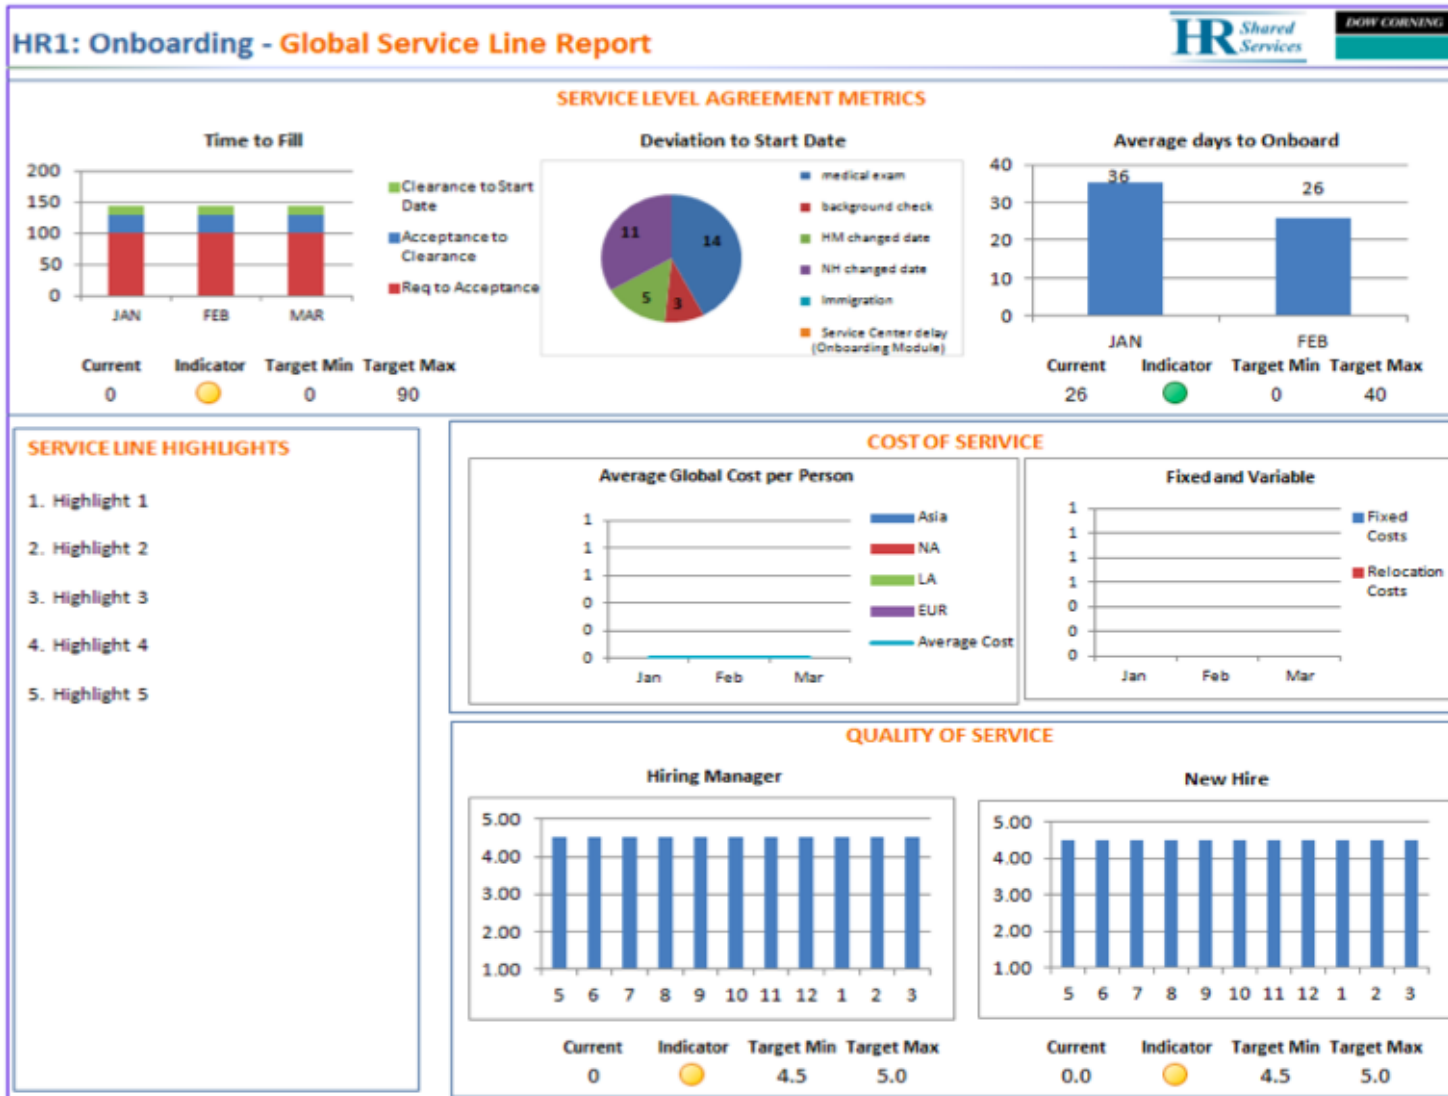 HR1: Onboarding - Global Service Line Report
HR Shared Services
DOW CORNING
SERVICE LEVEL AGREEMENT METRICS
Time to Fill
200
150
100
50
0
JAN FEB MAR
Clearance to Start Date
Acceptance to Clearance
Req to Acceptance
Current Indicator Target Min Target Max
0 0 90
Deviation to Start Date
11
14
5
3
medical exam
background check
HM changed date
NH changed date
Immigration
Service Center delay
(Onboarding Module)
Average days to Onboard
40
30
20
10
0
36
26
JAN FEB
Current Indicator Target Min Target Max
26 0 40
SERVICE LINE HIGHLIGHTS
1. Highlight 1
2. Highlight 2
3. Highlight 3
4. Highlight 4
5. Highlight 5
COST OF SERIVICE
Average Global Cost per Person
1
1
1
0
0
0
Jan Feb Mar
Asia
NA
LA
EUR
Average Cost
Fixed and Variable
1
1
1
1
0
0
0
Jan Feb Mar
Fixed Costs
Relocation Costs
QUALITY OF SERVICE
Hiring Manager
5.00
4.00
3.00
2.00
1.00
5 6 7 8 9 10 11 12 1 2 3
Current Indicator Target Min Target Max
0 4.5 5.0
New Hire
5.00
4.00
3.00
2.00
1.00
5 6 7 8 9 10 11 12 1 2 3
Current Indicator Target Min Target Max
0.0 4.5 5.0